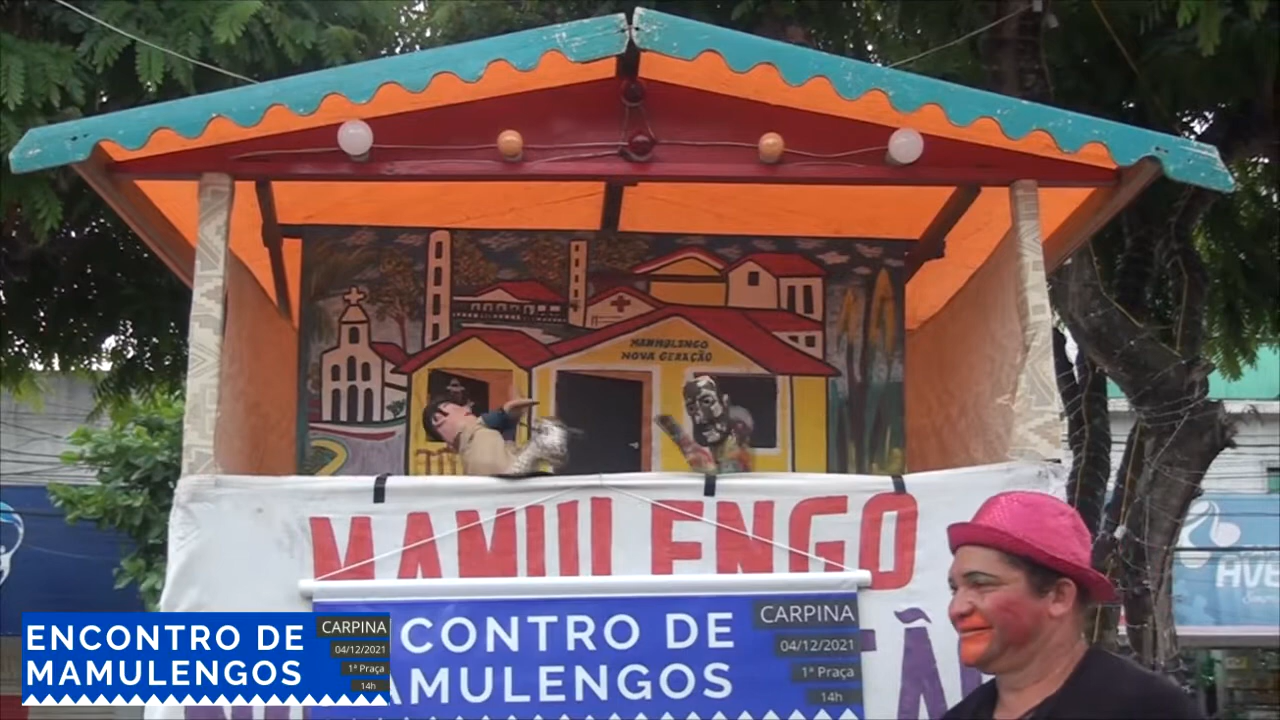 MAMULENGO
NOVA GERAÇÃO
MAMULENGO
CONTRO DE
AMULENGOS
CARPINA
04/12/2021
1ª Praça
14h
ENCONTRO DE
MAMULENGOS
CARPINA
04/12/2021
1ª Praça
14h
AVE